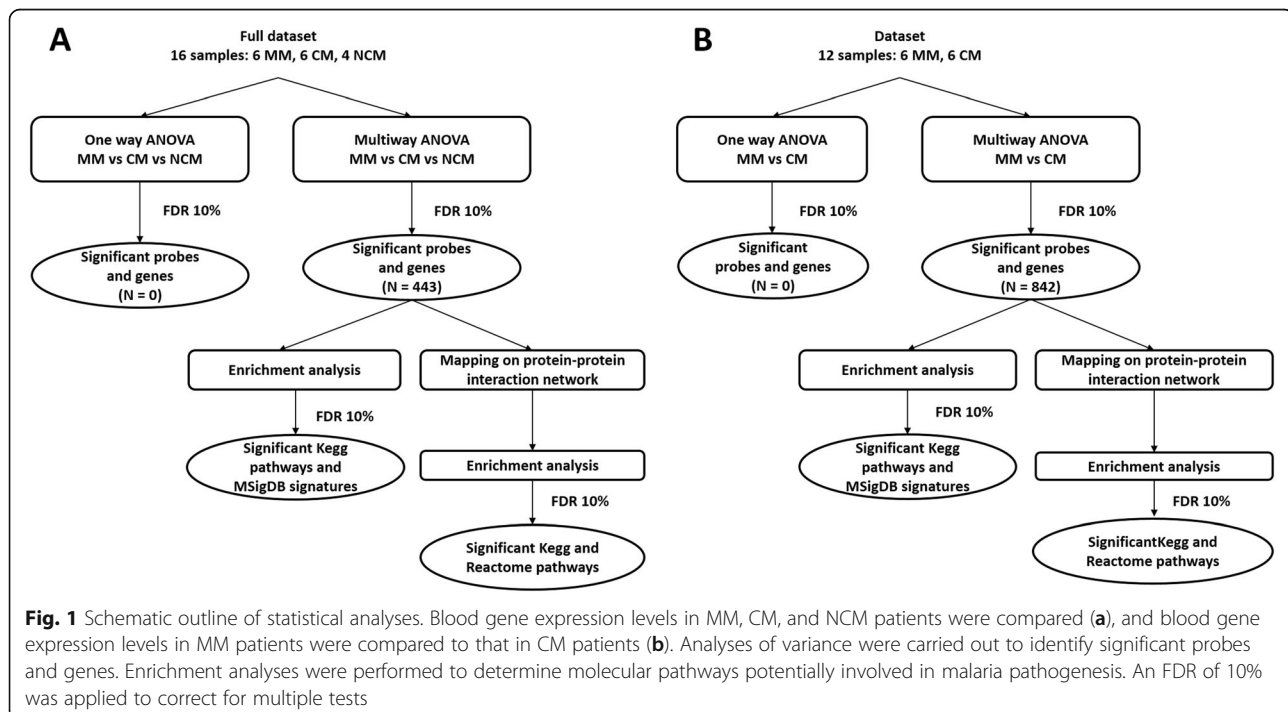 A
Full dataset
16 samples: 6 MM, 6 CM, 4 NCM
One way ANOVA
MM vs CM vs NCM
Multiway ANOVA
MM vs CM vs NCM
FDR 10%
FDR 10%
Significant probes
and genes
(N = 0)
Significant probes
and genes
(N = 443)
Enrichment analysis
Mapping on protein-protein
interaction network
FDR 10%
Significant Kegg
pathways and
MSigDB signatures
Enrichment analysis
FDR 10%
Significant Kegg and
Reactome pathways
B
Dataset
12 samples: 6 MM, 6 CM
One way ANOVA
MM vs CM
Multiway ANOVA
MM vs CM
FDR 10%
FDR 10%
Significant
probes and genes
(N = 0)
Significant probes
and genes
(N = 842)
Enrichment analysis
Mapping on protein-protein
interaction network
FDR 10%
Significant Kegg
pathways and
MSigDB signatures
Enrichment analysis
FDR 10%
SignificantKegg and
Reactome pathways
Fig. 1 Schematic outline of statistical analyses. Blood gene expression levels in MM, CM, and NCM patients were compared (a), and blood gene
expression levels in MM patients were compared to that in CM patients (b). Analyses of variance were carried out to identify significant probes
and genes. Enrichment analyses were performed to determine molecular pathways potentially involved in malaria pathogenesis. An FDR of 10%
was applied to correct for multiple tests